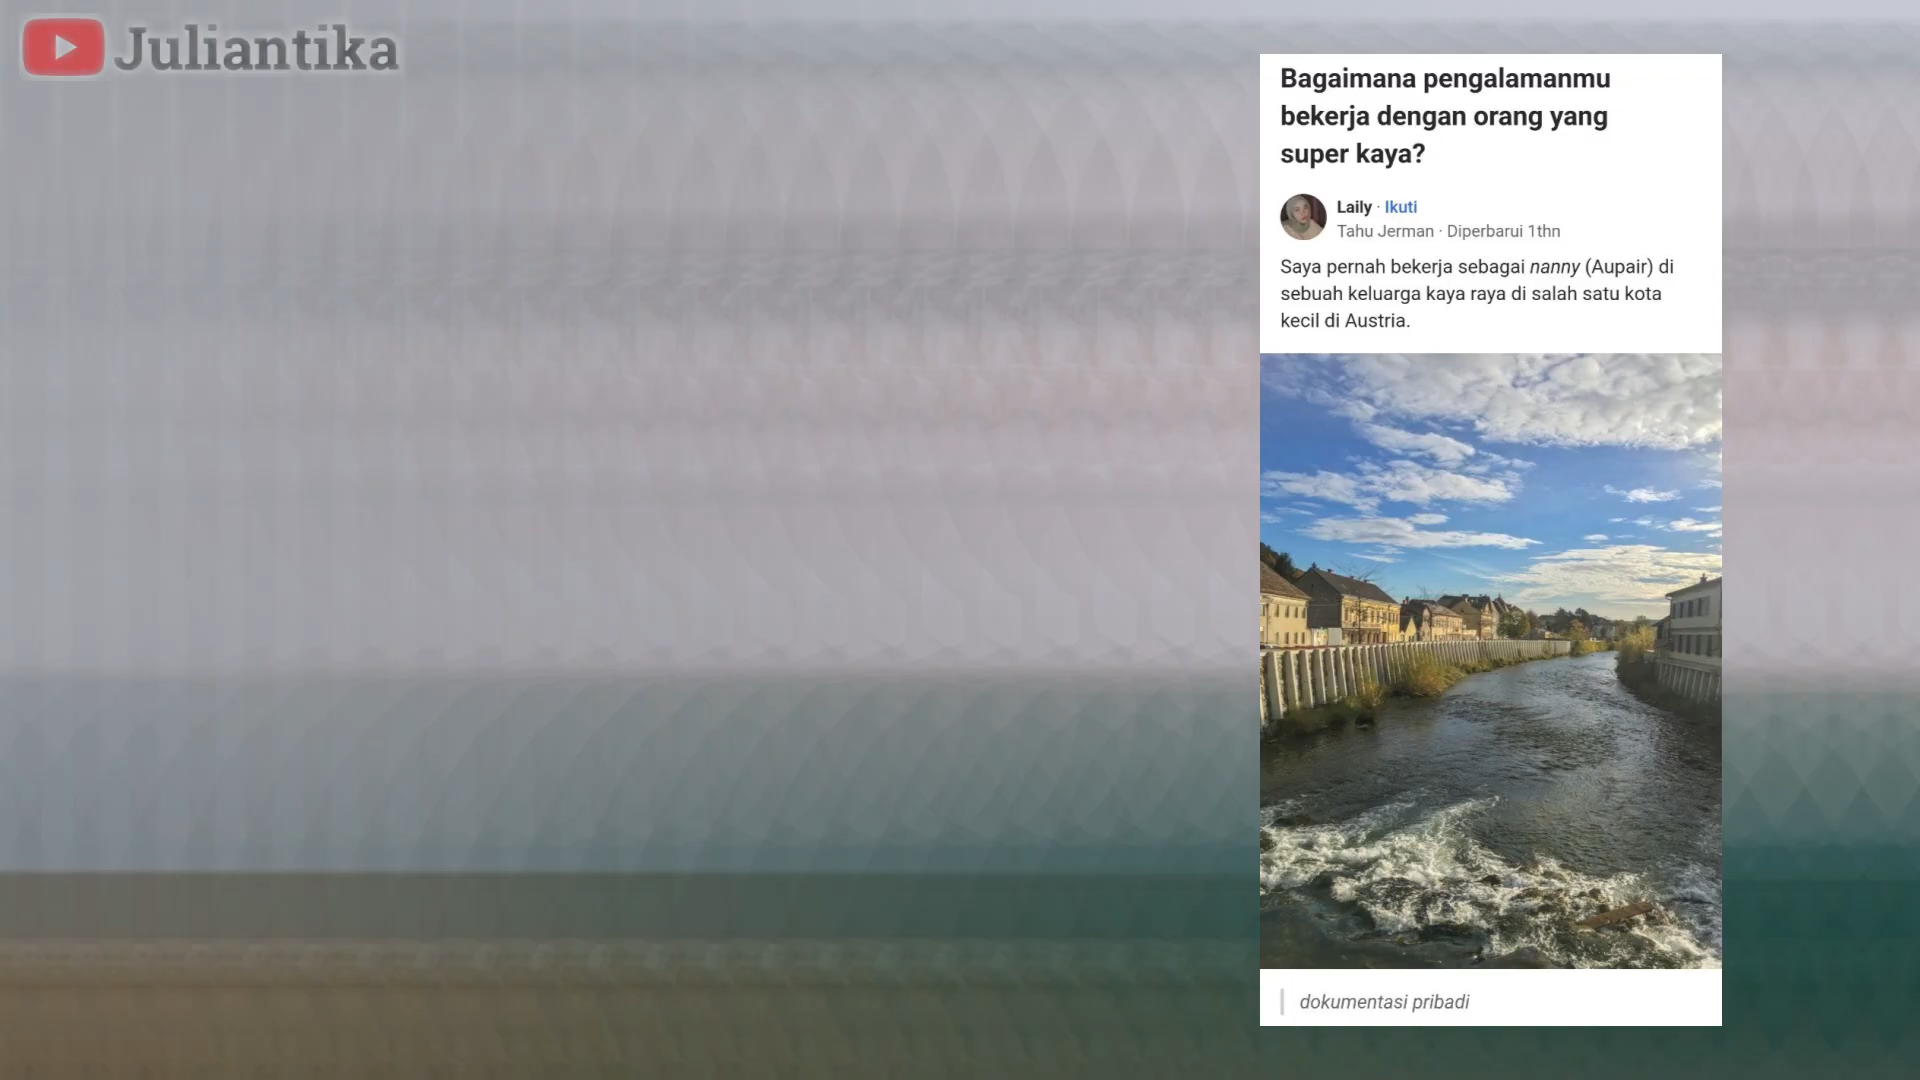 Juliantika
Bagaimana pengalamanmu
bekerja dengan orang yang
super kaya?
Laily · Ikuti
Tahu Jerman · Diperbarui 1thn
Saya pernah bekerja sebagai nanny (Aupair) di
sebuah keluarga kaya raya di salah satu kota
kecil di Austria.
dokumentasi pribadi